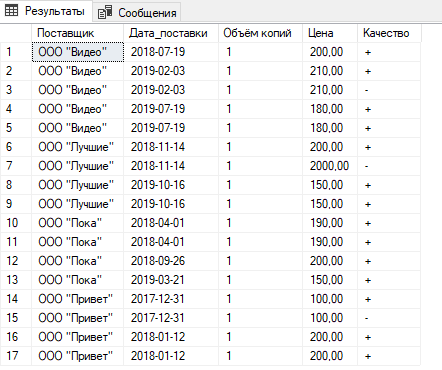 Результаты Сообщения
Поставщик Дата_поставки Объём копий Цена Качество
1 ООО "Видео" 2018-07-19 1 200,00 +
2 ООО "Видео" 2019-02-03 1 210,00 +
3 ООО "Видео" 2019-02-03 1 210,00 -
4 ООО "Видео" 2019-07-19 1 180,00 +
5 ООО "Видео" 2019-07-19 1 180,00 +
6 ООО "Лучшие" 2018-11-14 1 200,00 +
7 ООО "Лучшие" 2018-11-14 1 2000,00 -
8 ООО "Лучшие" 2019-10-16 1 150,00 +
9 ООО "Лучшие" 2019-10-16 1 150,00 +
10 ООО "Пока" 2018-04-01 1 190,00 +
11 ООО "Пока" 2018-04-01 1 190,00 +
12 ООО "Пока" 2018-09-26 1 200,00 +
13 ООО "Пока" 2019-03-21 1 150,00 +
14 ООО "Привет" 2017-12-31 1 100,00 +
15 ООО "Привет" 2017-12-31 1 100,00 -
16 ООО "Привет" 2018-01-12 1 200,00 +
17 ООО "Привет" 2018-01-12 1 200,00 +